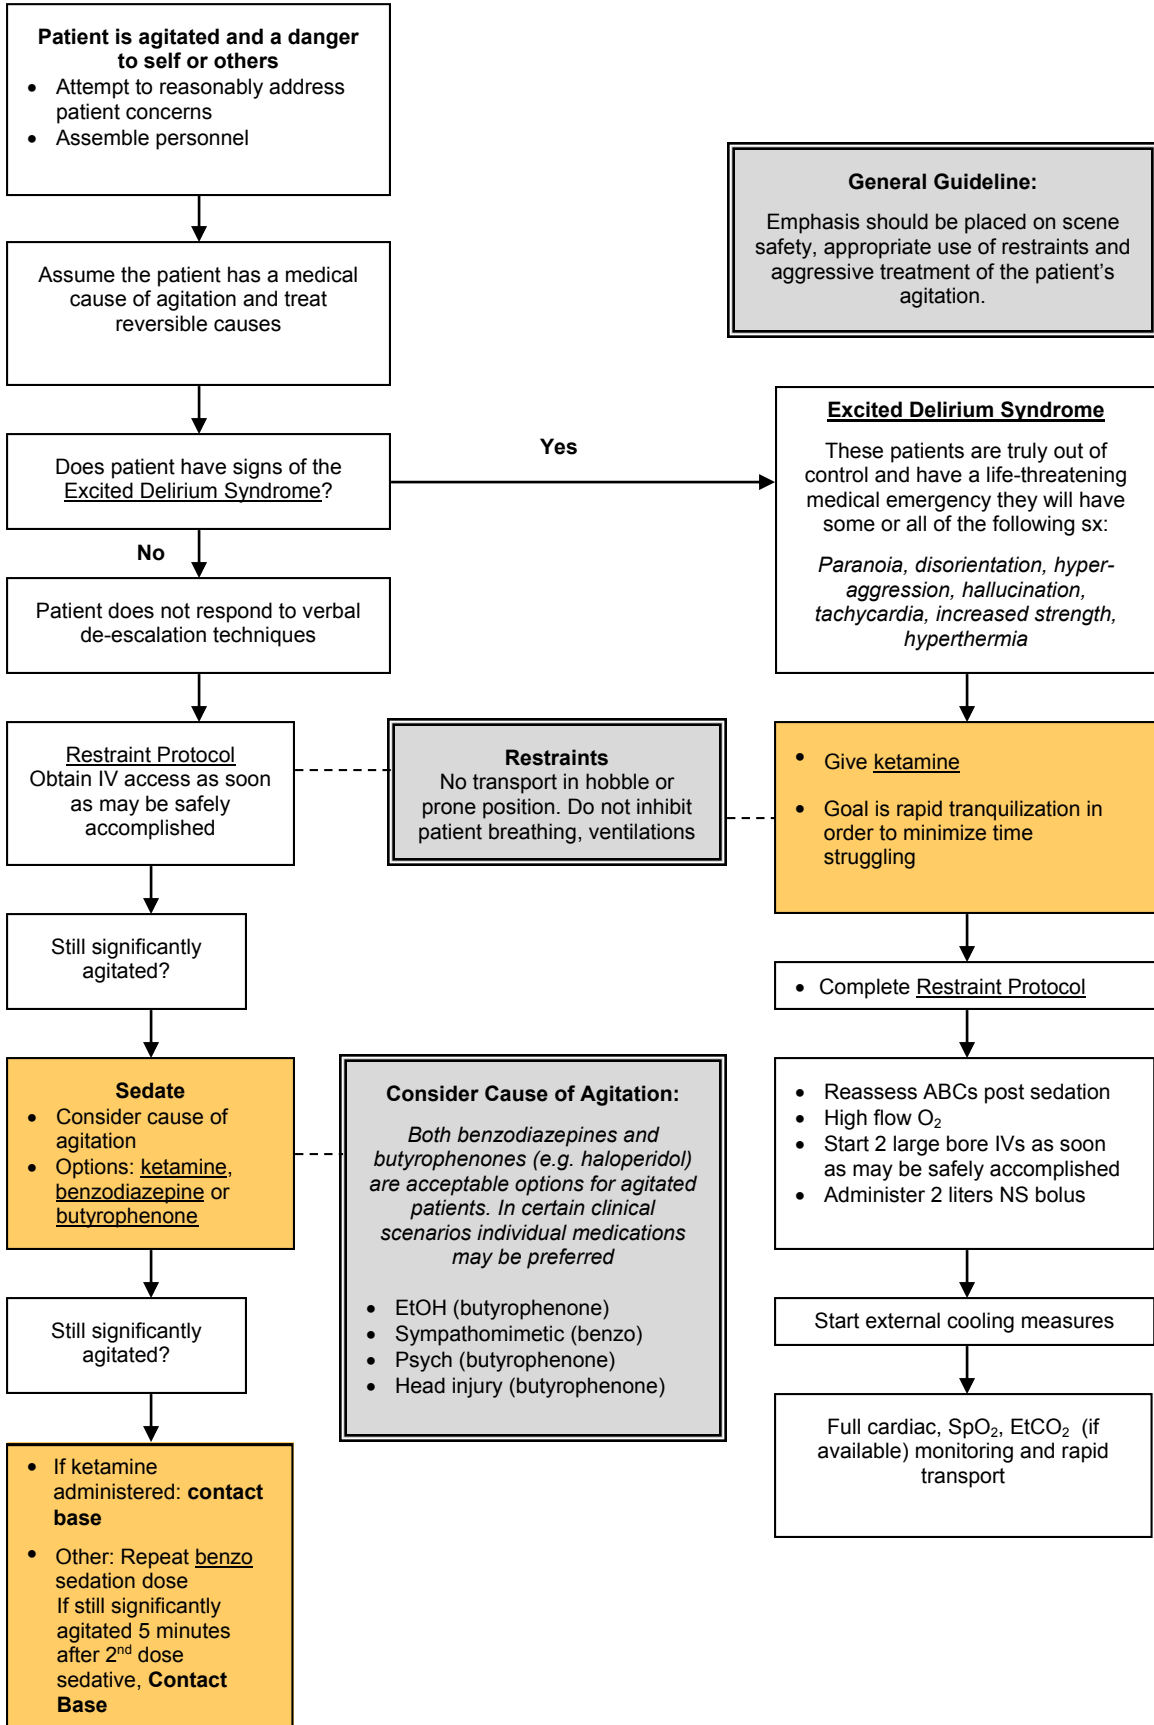 Patient is agitated and a danger
to self or others
• Attempt to reasonably address
patient concerns
• Assemble personnel
General Guideline:
Emphasis should be placed on scene
safety, appropriate use of restraints and
aggressive treatment of the patient’s
agitation.
Assume the patient has a medical
cause of agitation and treat
reversible causes
Does patient have signs of the
Excited Delirium Syndrome?
Yes
Excited Delirium Syndrome
These patients are truly out of
control and have a life-threatening
medical emergency they will have
some or all of the following sx:
Paranoia, disorientation, hyper-
aggression, hallucination,
tachycardia, increased strength,
hyperthermia
No
Patient does not respond to verbal
de-escalation techniques
Restraint Protocol
Obtain IV access as soon
as may be safely
accomplished
Restraints
No transport in hobble or
prone position. Do not inhibit
patient breathing, ventilations
• Give ketamine
• Goal is rapid tranquilization in
order to minimize time
struggling
Still significantly
agitated?
• Complete Restraint Protocol
Sedate
• Consider cause of
agitation
• Options: ketamine,
benzodiazepine or
butyrophenone
Consider Cause of Agitation:
Both benzodiazepines and
butyrophenones (e.g. haloperidol)
are acceptable options for agitated
patients. In certain clinical
scenarios individual medications
may be preferred
• EtOH (butyrophenone)
• Sympathomimetic (benzo)
• Psych (butyrophenone)
• Head injury (butyrophenone)
• Reassess ABCs post sedation
• High flow O₂
• Start 2 large bore IVs as soon
as may be safely accomplished
• Administer 2 liters NS bolus
Still significantly
agitated?
Start external cooling measures
Full cardiac, SpO₂, EtCO₂ (if
available) monitoring and rapid
transport
• If ketamine
administered: contact
base
• Other: Repeat benzo
sedation dose
If still significantly
agitated 5 minutes
after 2nd dose
sedative, Contact
Base